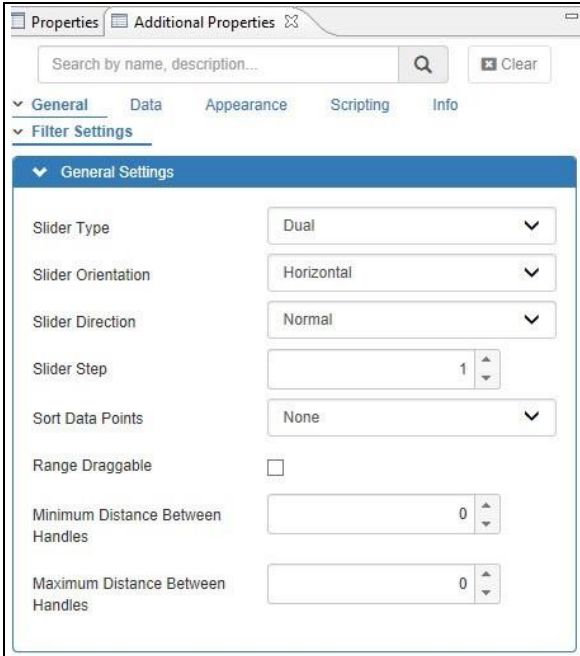 Properties Additional Properties
Search by name, description... Clear
General Data Appearance Scripting Info
Filter Settings
General Settings
Slider Type Dual
Slider Orientation Horizontal
Slider Direction Normal
Slider Step 1
Sort Data Points None
Range Draggable
Minimum Distance Between
Handles 0
Maximum Distance Between
Handles 0